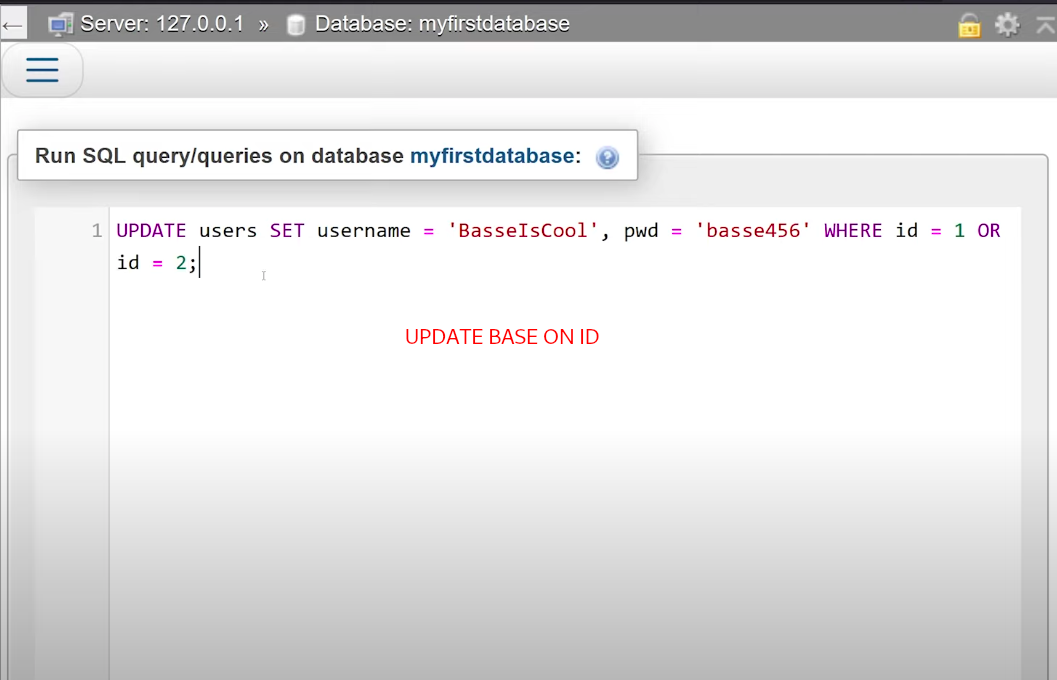 Server: 127.0.0.1 » Database: myfirstdatabase
Run SQL query/queries on database myfirstdatabase:
1 UPDATE users SET username = 'BasseIsCool', pwd = 'basse456' WHERE id = 1 OR
id = 2;
UPDATE BASE ON ID